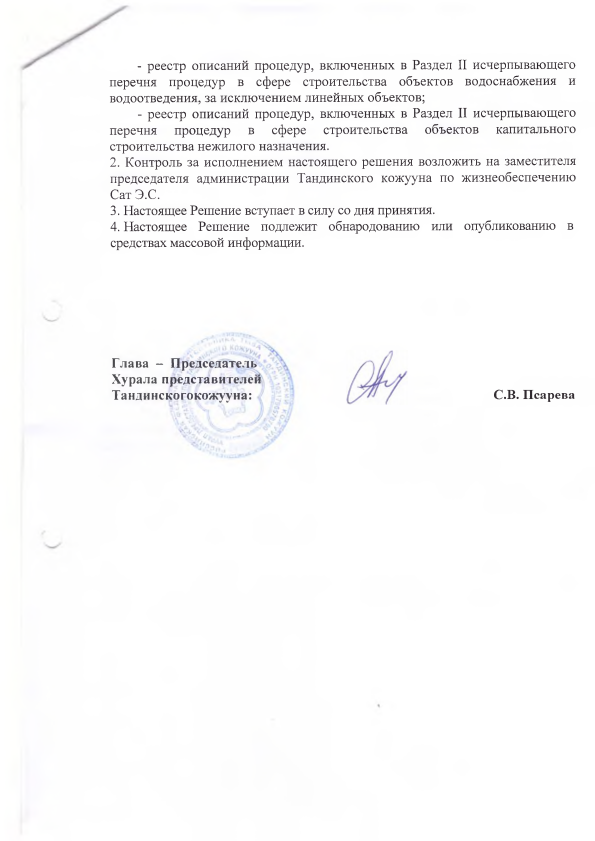 - реестр описаний процедур, включенных в Раздел II исчерпывающего
перечня процедур в сфере строительства объектов водоснабжения и
водоотведения, за исключением линейных объектов;
- реестр описаний процедур, включенных в Раздел II исчерпывающего
перечня процедур в сфере строительства объектов капитального
строительства нежилого назначения.
2. Контроль за исполнением настоящего решения возложить на заместителя
председателя администрации Тандинского кожууна по жизнеобеспечению
Сат Э.С.
3. Настоящее Решение вступает в силу со дня принятия.
4. Настоящее Решение подлежит обнародованию или опубликованию в
средствах массовой информации.
Глава – Председатель
Хурала представителей
Тандинскогокожууна:
С.В. Псарева